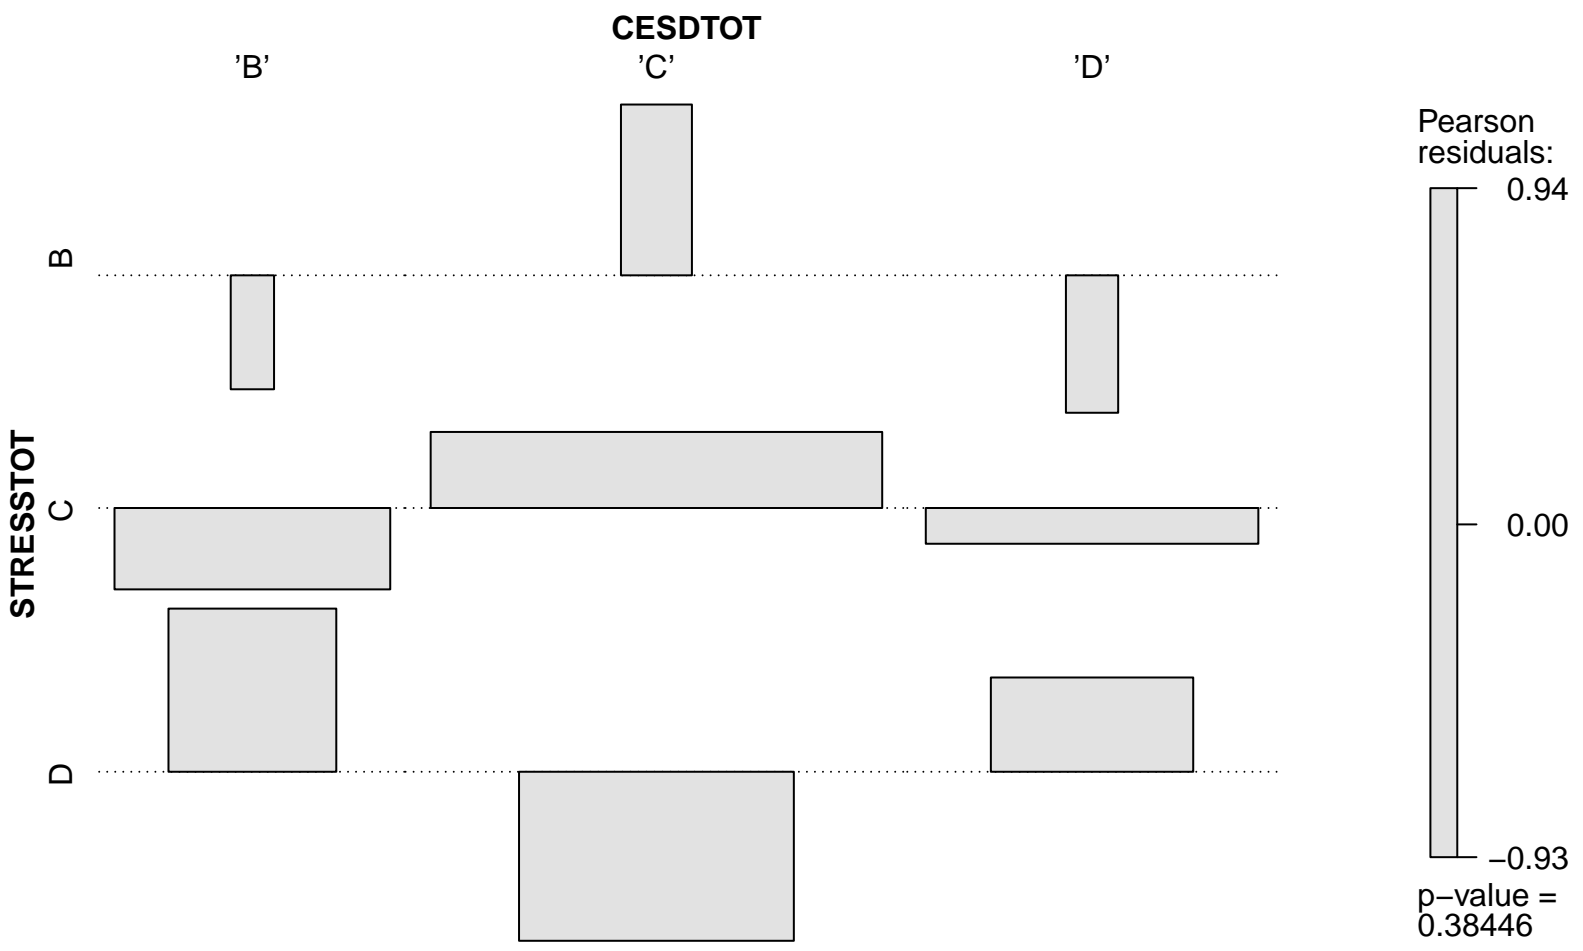 CESDTOT
’B’ ’C’ ’D’
Pearson
residuals:
0.94
0.00
−0.93
p−value =
0.38446
STRESSTOT
B
C
D